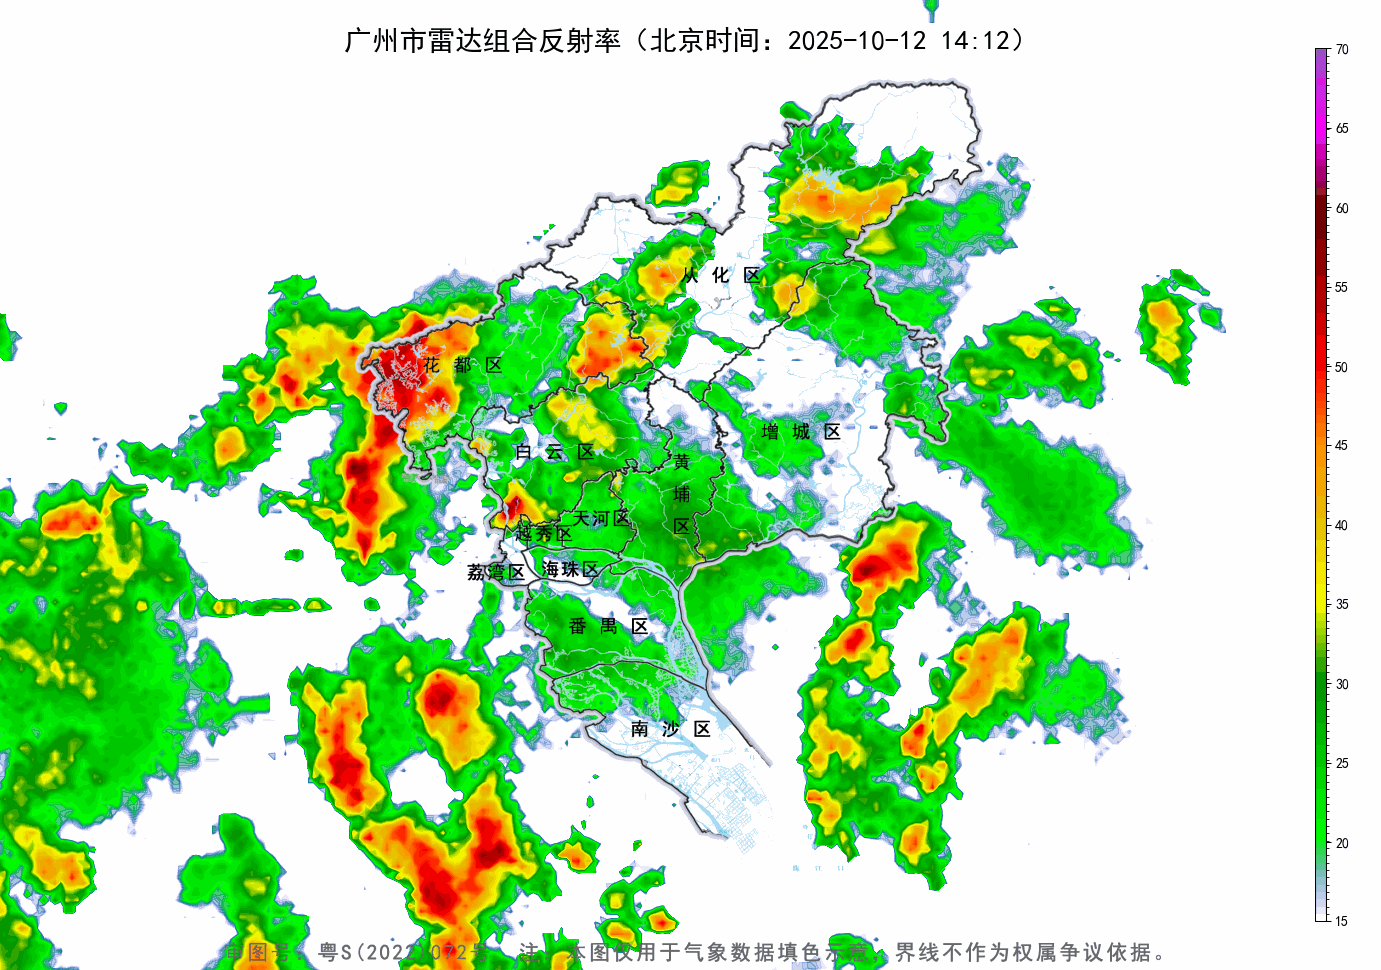 广州市雷达组合反射率（北京时间：2025-10-12 14:12）
70
65
60
55
50
45
40
35
30
25
20
15
从化区
花都区
增城区
白云区
黄埔区
天河区
越秀区
荔湾区
海珠区
番禺区
南沙区
审图号：粤S(2022)072号 注：本图仅用于气象数据填色示意，界线不作为权属争议依据。